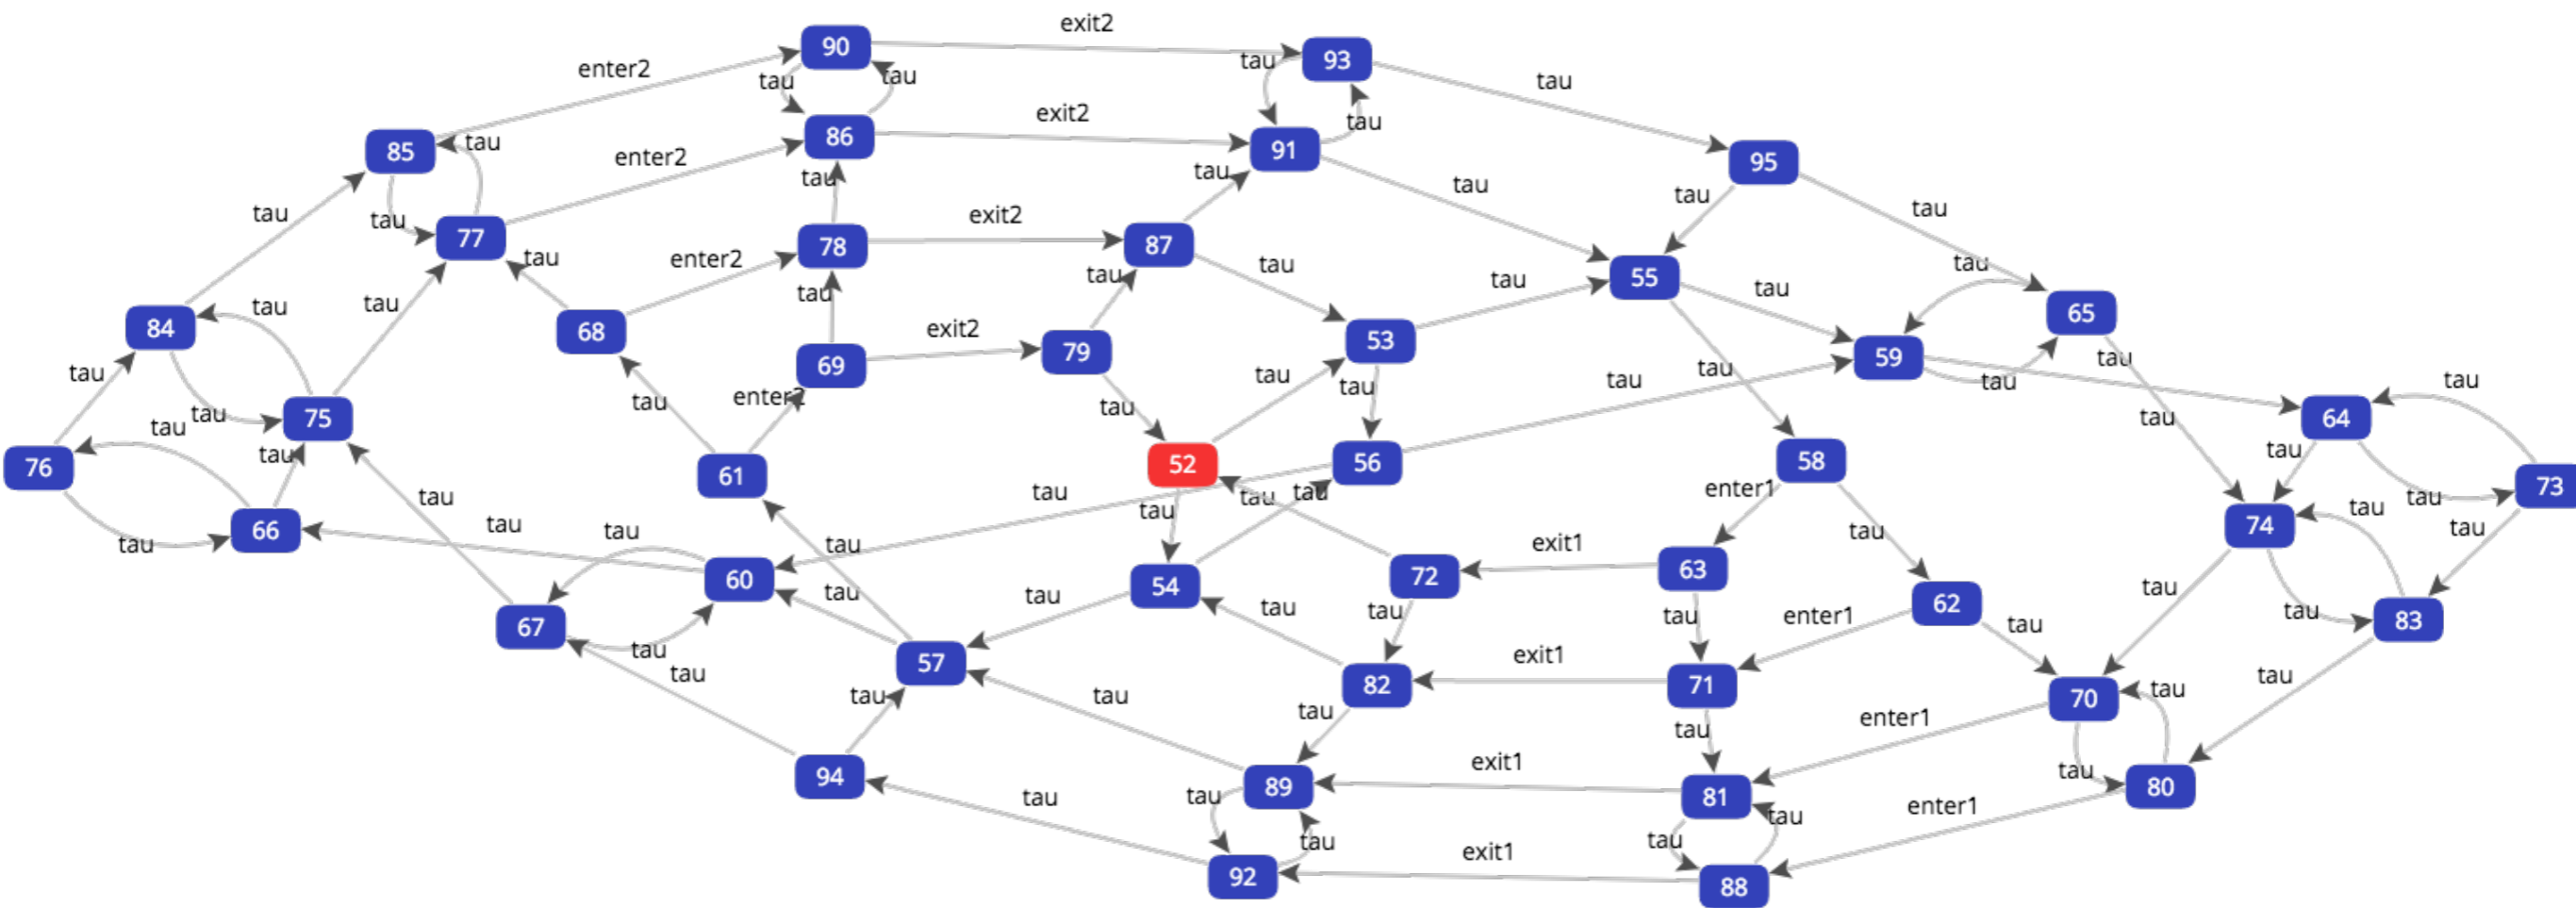 exit2
90
93
tau
enter2
tau
tau
tau
exit2
tau
86
tau
85
91
95
enter2
tau
tau
tau
tau
tau
tau
exit2
tau
tau
77
78
87
tau
enter2
tau
tau
tau
tau
55
tau
tau
tau
tau
65
84
68
exit2
53
tau
79
59
69
tau
tau
tau
tau
tau
tau
tau
tau
enter2
tau
tau
64
tau
75
tau
tau
tau
76
52
56
58
61
73
tau
tau
tau
tau
enter1
tau
tau
tau
66
tau
tau
74
tau
tau
tau
tau
exit1
tau
60
72
63
54
tau
tau
tau
62
tau
tau
tau
enter1
tau
83
67
tau
57
exit1
tau
tau
tau
82
71
tau
70
tau
tau
tau
enter1
tau
94
exit1
tau
89
tau
tau
81
80
tau
enter1
tau
tau
tau
exit1
92
88